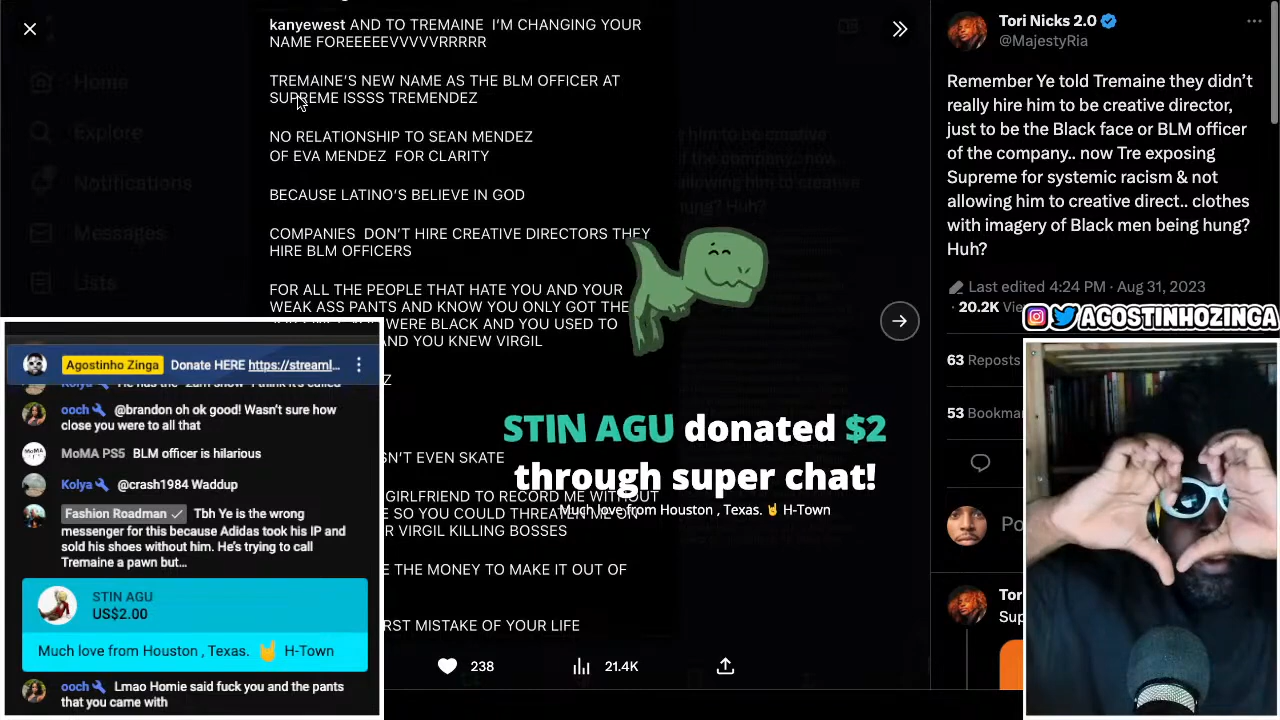 kanyewest AND TO TREMAINE I'M CHANGING YOUR
NAME FOREEEEEVVVVVRRRRR
TREMAINE'S NEW NAME AS THE BLM OFFICER AT
SUPREME ISSSS TREMENDEZ
NO RELATIONSHIP TO SEAN MENDEZ
OF EVA MENDEZ FOR CLARITY
BECAUSE LATINO'S BELIEVE IN GOD
COMPANIES DON'T HIRE CREATIVE DIRECTORS THEY
HIRE BLM OFFICERS
FOR ALL THE PEOPLE THAT HATE YOU AND YOUR
WEAK ASS PANTS AND KNOW YOU ONLY GOT THE
WERE BLACK AND YOU USED TO
AND YOU KNEW VIRGIL
Z
N'T EVEN SKATE
GIRLFRIEND TO RECORD ME WITHOUT
E SO YOU COULD THREATEN ME ON
R VIRGIL KILLING BOSSES
E THE MONEY TO MAKE IT OUT OF
RST MISTAKE OF YOUR LIFE
238
21.4K
Home
Explore
Notifications
Messages
Lists
STIN AGU donated $2
through super chat!
Much love from Houston , Texas. 🤘 H-Town
Tori Nicks 2.0
@MajestyRia
Remember Ye told Tremaine they didn't
really hire him to be creative director,
just to be the Black face or BLM officer
of the company.. now Tre exposing
Supreme for systemic racism & not
allowing him to creative direct.. clothes
with imagery of Black men being hung?
Huh?
Last edited 4:24 PM · Aug 31, 2023
· 20.2K Vie
63 Reposts
53 Bookma
Po
Tor
Sup
AGOSTINHOZINGA
Agostinho Zinga Donate HERE https://streaml...
Kolya
ooch @brandon oh ok good! Wasn't sure how
close you were to all that
MoMA PS5 BLM officer is hilarious
Kolya @crash1984 Waddup
Fashion Roadman ✓ Tbh Ye is the wrong
messenger for this because Adidas took his IP and
sold his shoes without him. He's trying to call
Tremaine a pawn but...
STIN AGU
US$2.00
Much love from Houston , Texas. 🤘 H-Town
ooch Lmao Homie said fuck you and the pants
that you came with